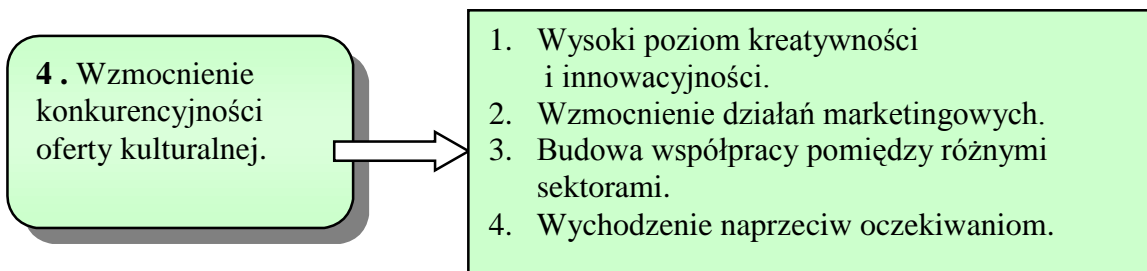 4 . Wzmocnienie
konkurencyjności
oferty kulturalnej.
1. Wysoki poziom kreatywności
i innowacyjności.
2. Wzmocnienie działań marketingowych.
3. Budowa współpracy pomiędzy różnymi
sektorami.
4. Wychodzenie naprzeciw oczekiwaniom.